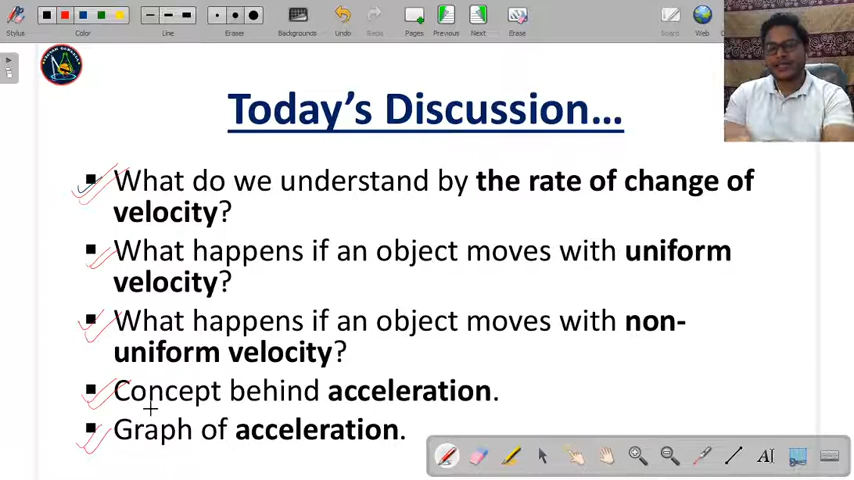 Stylus
Color
Line
Eraser
Backgrounds
Undo
Redo
Pages
Previous
Next
Erase
Board
Web
Today's Discussion...
▪ What do we understand by the rate of change of
velocity?
▪ What happens if an object moves with uniform
velocity?
▪ What happens if an object moves with non-
uniform velocity?
▪ Concept behind acceleration.
▪ Graph of acceleration.